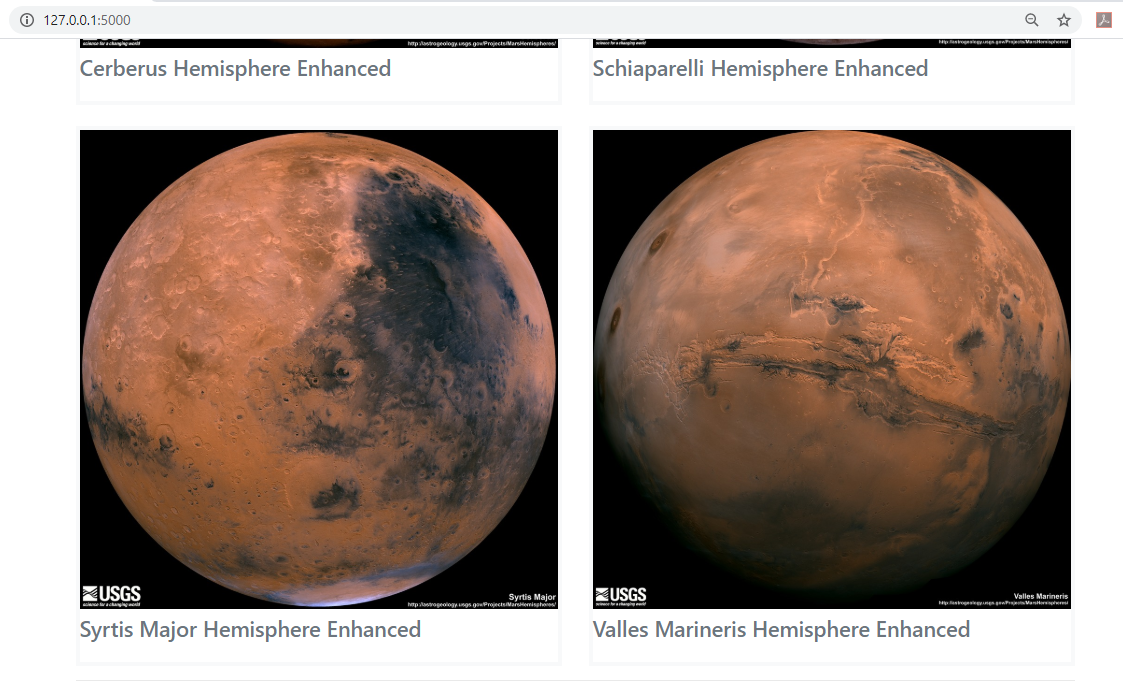 127.0.0.1:5000
science for a changing world
http://astrogeology.usgs.gov/Projects/MarsHemispheres/
science for a changing world
http://astrogeology.usgs.gov/Projects/MarsHemispheres/
Cerberus Hemisphere Enhanced
Schiaparelli Hemisphere Enhanced
USGS
science for a changing world
Syrtis Major
http://astrogeology.usgs.gov/Projects/MarsHemispheres/
USGS
science for a changing world
Valles Marineris
http://astrogeology.usgs.gov/Projects/MarsHemispheres/
Syrtis Major Hemisphere Enhanced
Valles Marineris Hemisphere Enhanced